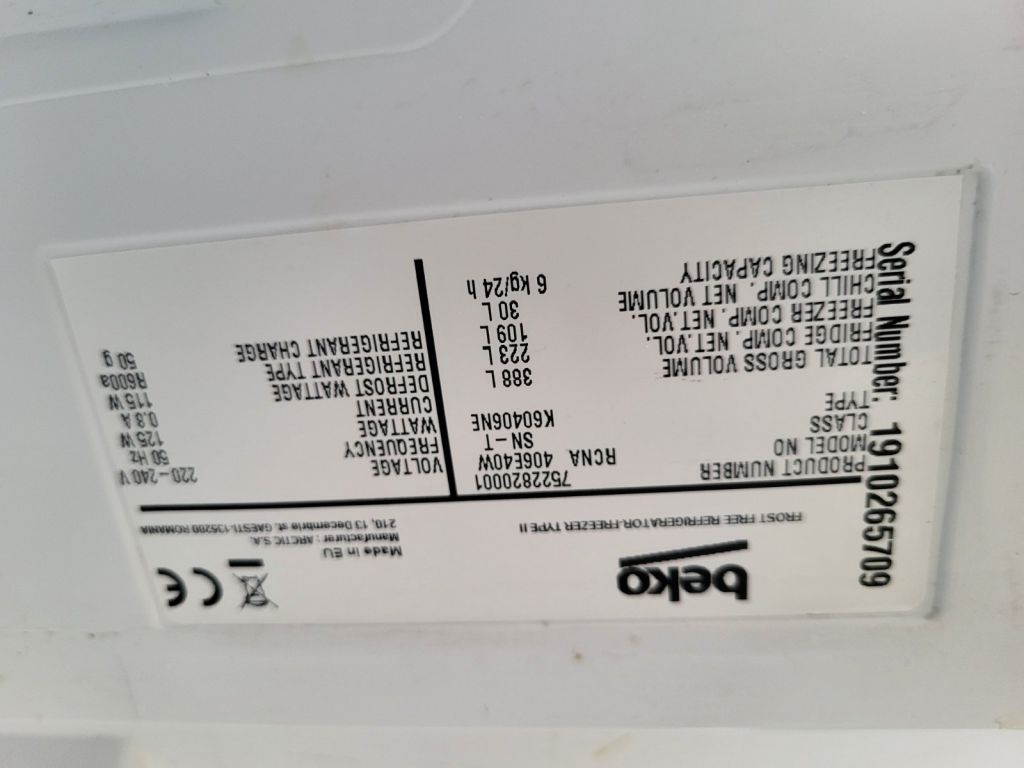 beko
FROST FREE REFRIGERATOR-FREEZER TYPE II
CE
Made in EU
Manufacturer : ARCTIC S.A.
210, 13 Decembrie st. GAESTI-135200 ROMANIA
PRODUCT NUMBER 7522820001
MODEL NO RCNA 406E40W
CLASS SN-T
TYPE K60406NE
TOTAL GROSS VOLUME 388 L
FRIDGE COMP. NET.VOL. 223 L
FREEZER COMP. NET.VOL. 109 L
CHILL COMP. NET VOLUME 30 L
FREEZING CAPACITY 6 kg/24 h
VOLTAGE 220-240 V
FREQUENCY 50 Hz
WATTAGE 125 W
CURRENT 0.3 A
DEFROST WATTAGE 115 W
REFRIGERANT TYPE R600a
REFRIGERANT CHARGE 50 g
Serial Number: 1910265709